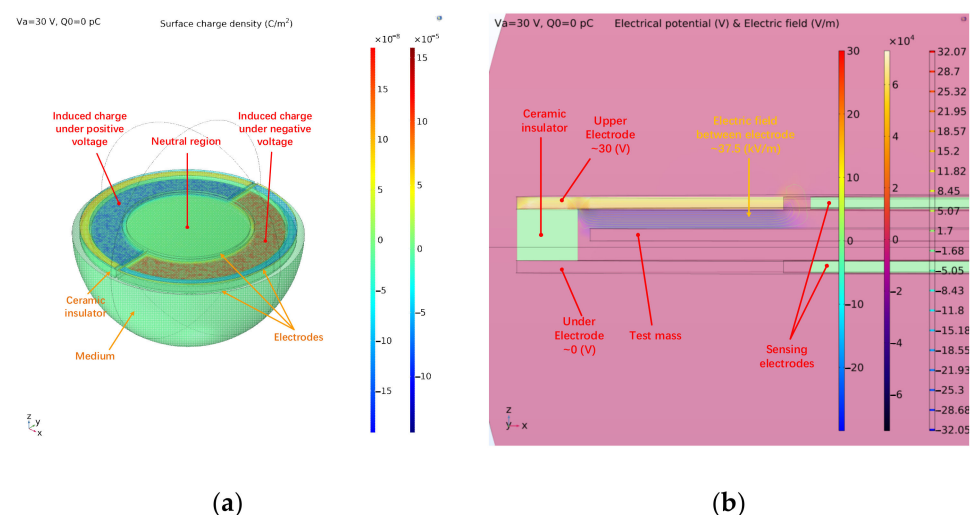 Va=30 V, Q0=0 pC
Surface charge density (C/m²)
×10⁻⁸
×10⁻⁵
15
10
5
0
−5
−10
−15
15
10
5
0
−5
−10
Induced charge
under positive
voltage
Neutral region
Induced charge
under negative
voltage
Ceramic
insulator
Medium
Electrodes
z
y
x
(a)
Va=30 V, Q0=0 pC
Electrical potential (V) & Electric field (V/m)
30
20
10
0
−10
−20
×10⁴
6
4
2
0
−2
−4
−6
32.07
28.7
25.32
21.95
18.57
15.2
11.82
8.45
5.07
1.7
−1.68
−5.05
−8.43
−11.8
−15.18
−18.55
−21.93
−25.3
−28.68
−32.05
Ceramic
insulator
Upper
Electrode
~30 (V)
Electric field
between electrode
~37.5 (kV/m)
Under
Electrode
~0 (V)
Test mass
Sensing
electrodes
z
y
x
(b)